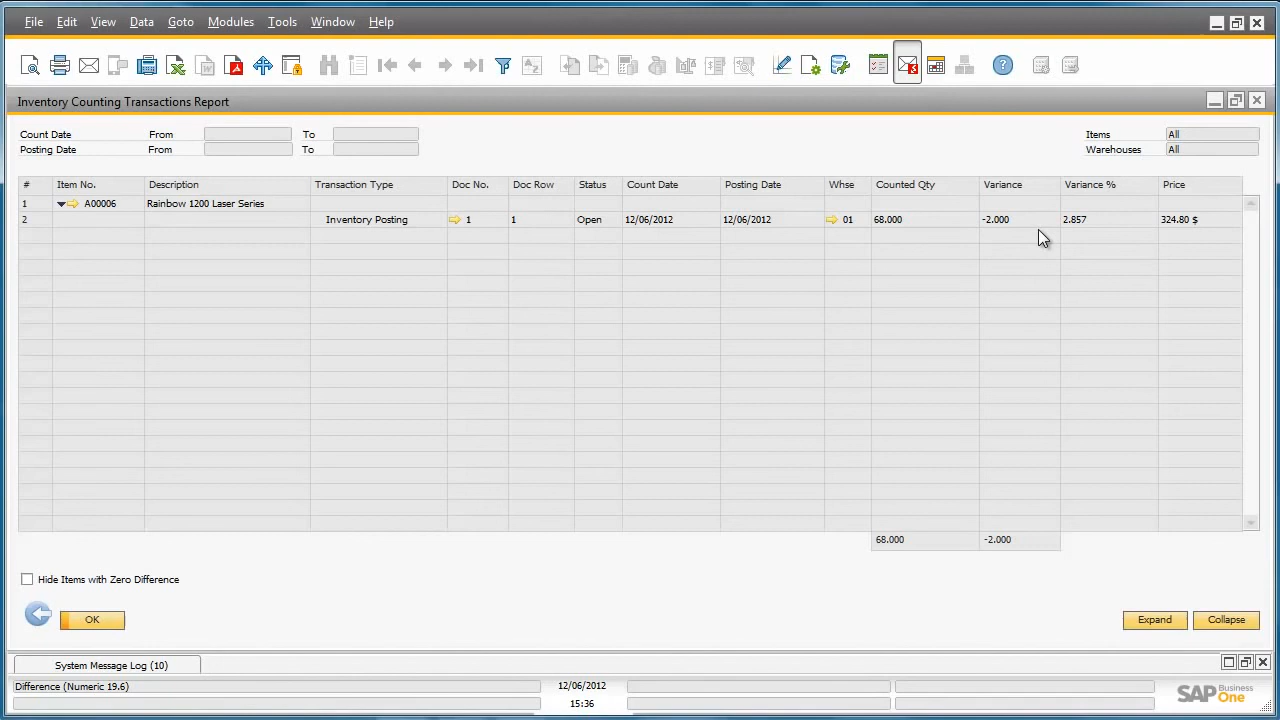 File Edit View Data Goto Modules Tools Window Help
Inventory Counting Transactions Report
Count Date From To Items All
Posting Date From To Warehouses All
# Item No. Description Transaction Type Doc No. Doc Row Status Count Date Posting Date Whse Counted Qty Variance Variance % Price
1 A00006 Rainbow 1200 Laser Series
2 Inventory Posting 1 1 Open 12/06/2012 12/06/2012 01 68.000 -2.000 2.857 324.80 $
68.000 -2.000
Hide Items with Zero Difference
OK Expand Collapse
System Message Log (10)
Difference (Numeric 19.6) 12/06/2012
15:36
SAP Business One